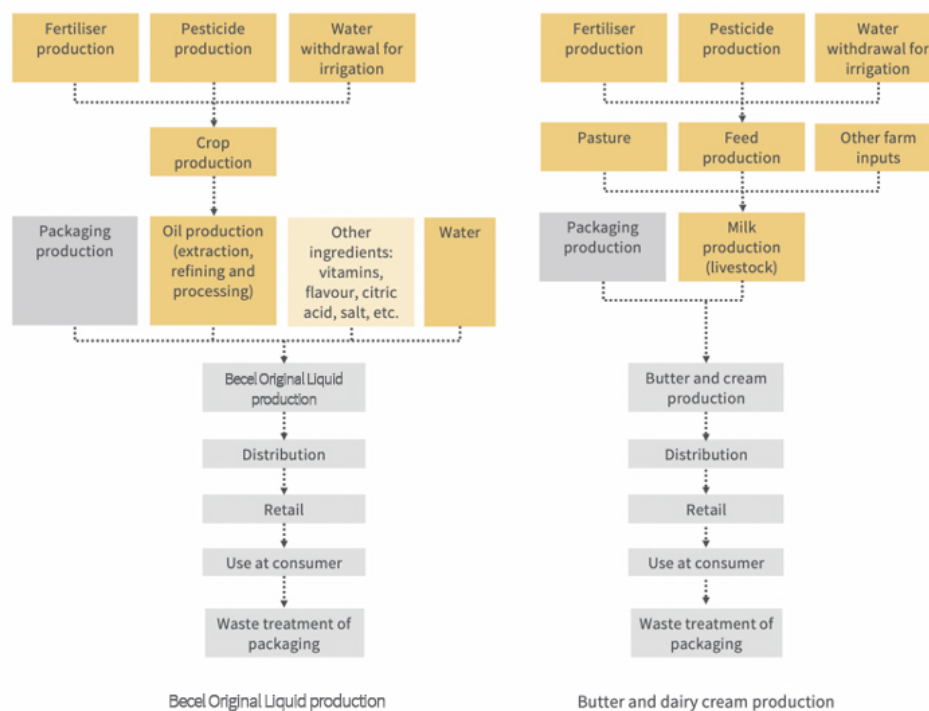 Fertiliser
production
Pesticide
production
Water
withdrawal for
irrigation
Crop
production
Packaging
production
Oil production
(extraction,
refining and
processing)
Other
ingredients:
vitamins,
flavour, citric
acid, salt, etc.
Water
Becel Original Liquid
production
Distribution
Retail
Use at consumer
Waste treatment of
packaging
Becel Original Liquid production
Fertiliser
production
Pesticide
production
Water
withdrawal for
irrigation
Pasture
Feed
production
Other farm
inputs
Packaging
production
Milk
production
(livestock)
Butter and cream
production
Distribution
Retail
Use at consumer
Waste treatment of
packaging
Butter and dairy cream production